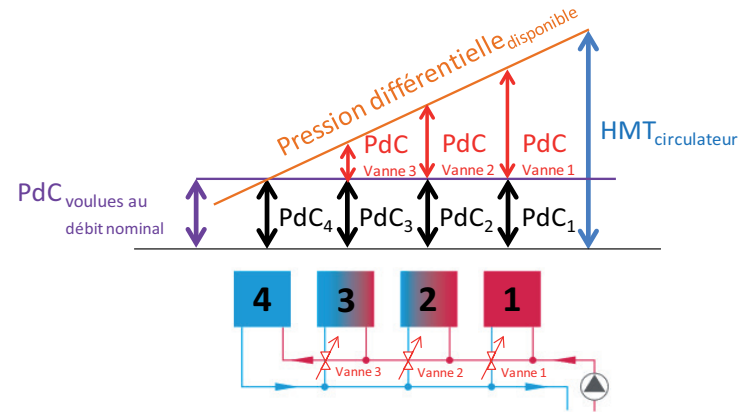 Pression différentielle disponible
HMT circulateur
PdC
Vanne 3
PdC
Vanne 2
PdC
Vanne 1
PdC voulues au
débit nominal
PdC4
PdC3
PdC2
PdC1
4
3
2
1
Vanne 3
Vanne 2
Vanne 1